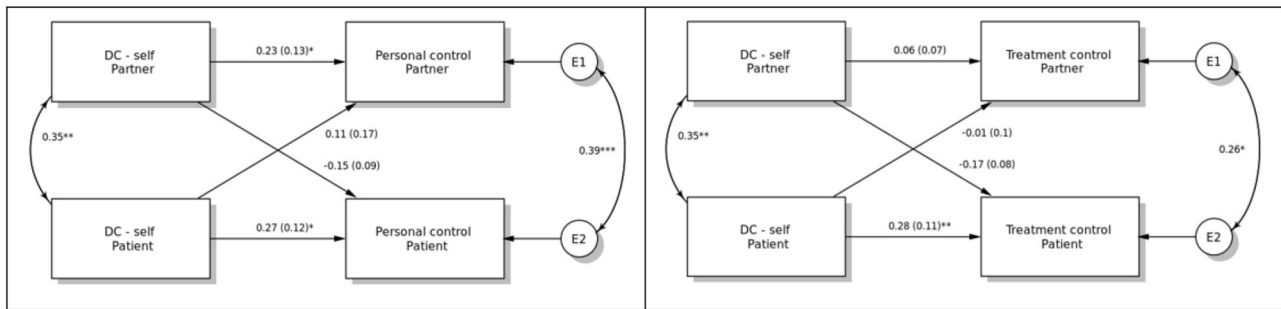 DC - self
Partner
0.23 (0.13)*
Personal control
Partner
E1
0.35**
0.11 (0.17)
-0.15 (0.09)
0.39***
DC - self
Patient
0.27 (0.12)*
Personal control
Patient
E2
DC - self
Partner
0.06 (0.07)
Treatment control
Partner
E1
0.35**
-0.01 (0.1)
-0.17 (0.08)
0.26*
DC - self
Patient
0.28 (0.11)**
Treatment control
Patient
E2